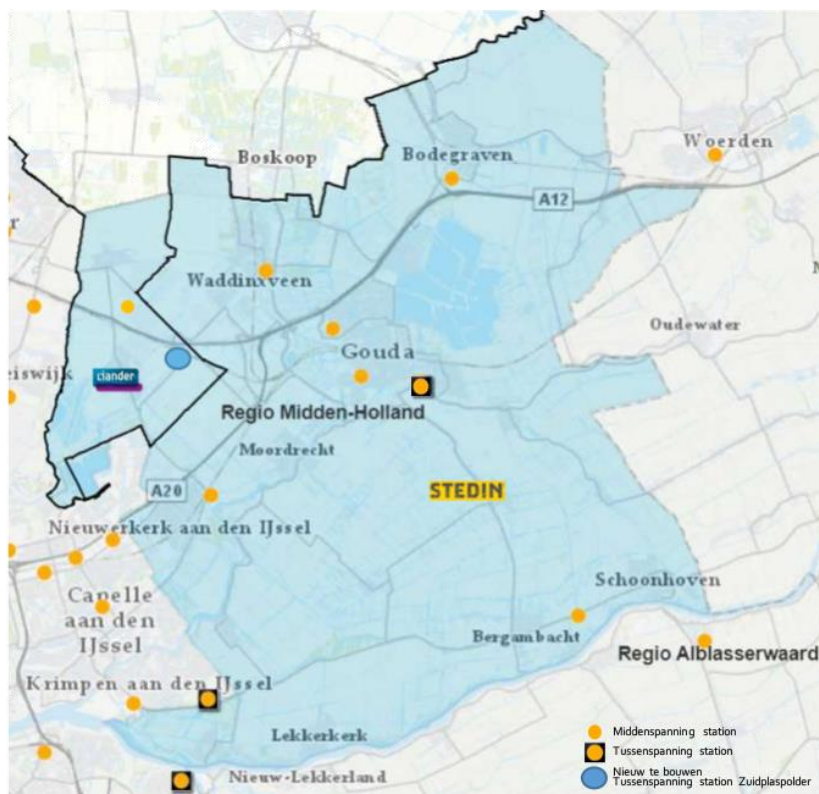 Boskoop
Bodegraven
Woerden
A12
Waddinxveen
Oudewater
Gouda
eiswijk
Liander
Regio Midden-Holland
Moordrecht
A20
STEDIN
Nieuwerkerk aan den IJssel
Capelle
aan den
IJssel
Schoonhoven
Bergambacht
Regio Alblasserwaard
Krimpen aan den IJssel
Lekkerkerk
Nieuw-Lekkerland
Middenspanning station
Tussenspanning station
Nieuw te bouwen
Tussenspanning station Zuidplaspolder